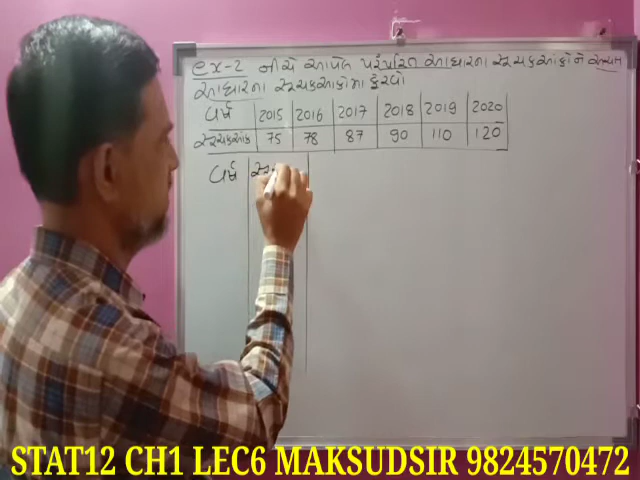 ex-2 નીચે આપેલ પરંપરિત આધારના સૂચકઆંકોને અચલ
આધારના સૂચકઆંકોમાં ફેરવો
વર્ષ 2015 2016 2017 2018 2019 2020
સૂચકઆંક 75 78 87 90 110 120
વર્ષ સૂચ
STAT12 CH1 LEC6 MAKSUDSIR 9824570472